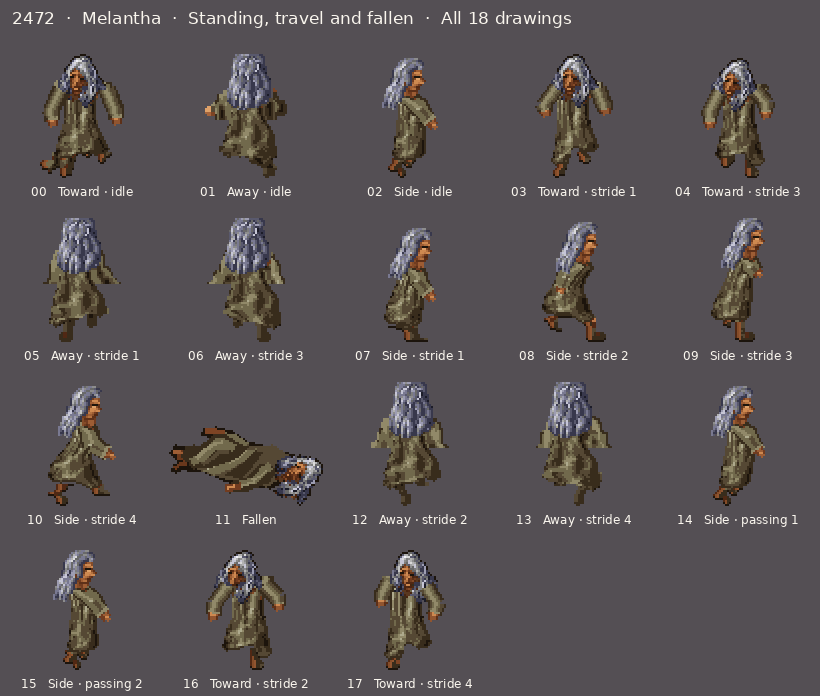 2472 · Melantha · Standing, travel and fallen · All 18 drawings
00 Toward · idle
01 Away · idle
02 Side · idle
03 Toward · stride 1
04 Toward · stride 3
05 Away · stride 1
06 Away · stride 3
07 Side · stride 1
08 Side · stride 2
09 Side · stride 3
10 Side · stride 4
11 Fallen
12 Away · stride 2
13 Away · stride 4
14 Side · passing 1
15 Side · passing 2
16 Toward · stride 2
17 Toward · stride 4